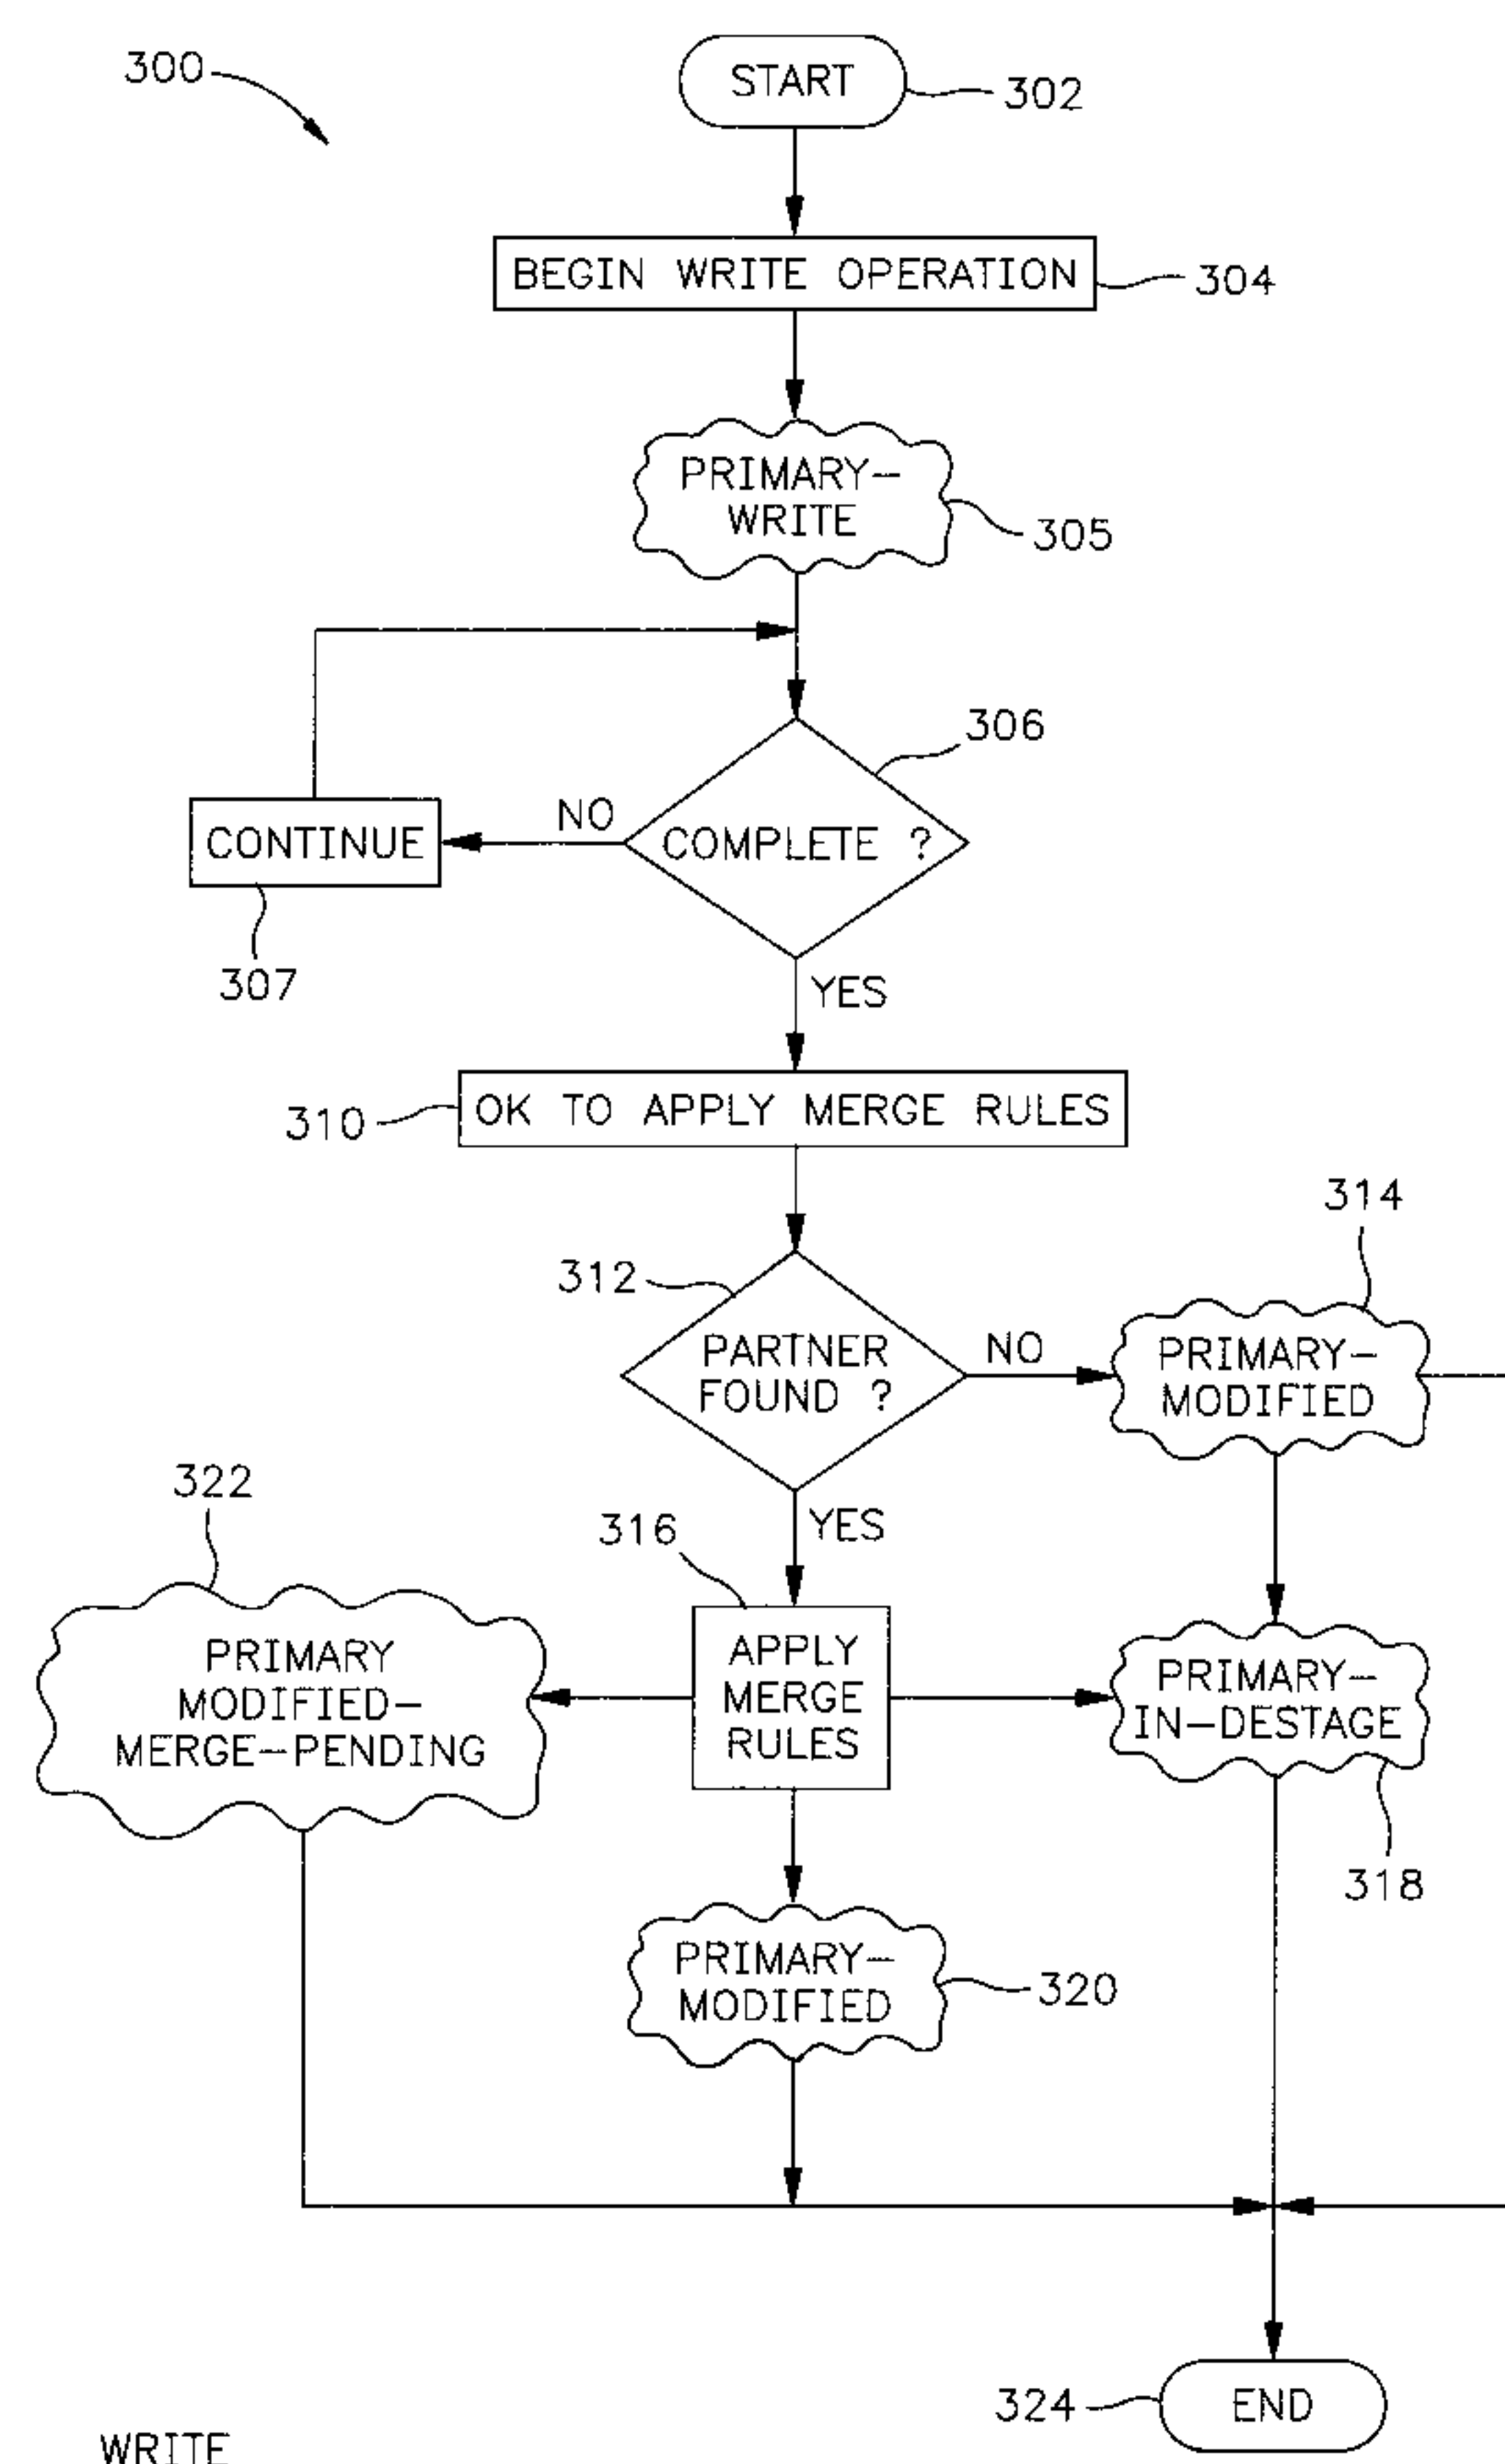 300
START
302
BEGIN WRITE OPERATION
304
PRIMARY-
WRITE
305
306
NO
COMPLETE ?
CONTINUE
307
YES
310
OK TO APPLY MERGE RULES
314
312
PARTNER
FOUND ?
NO
PRIMARY-
MODIFIED
322
316
YES
PRIMARY
MODIFIED-
MERGE-PENDING
APPLY
MERGE
RULES
PRIMARY-
IN-DESTAGE
318
PRIMARY-
MODIFIED
320
324
END
WRITE